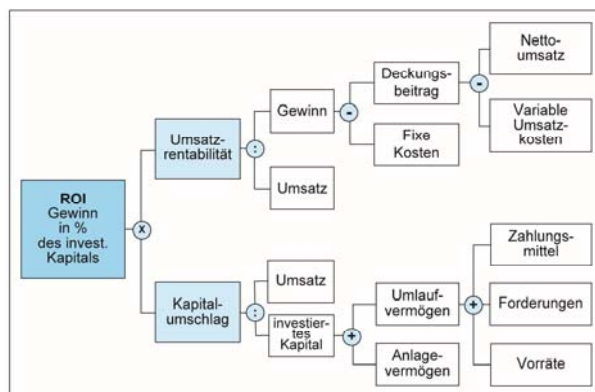 ROI
Gewinn
in %
des invest.
Kapitals
x
Umsatz-
rentabilität
:
Gewinn
-
Deckungs-
beitrag
-
Netto-
umsatz
Variable
Umsatz-
kosten
Fixe
Kosten
Umsatz
Kapital-
umschlag
:
Umsatz
investier-
tes
Kapital
+
Umlauf-
vermögen
+
Zahlungs-
mittel
Forderungen
Vorräte
Anlage-
vermögen